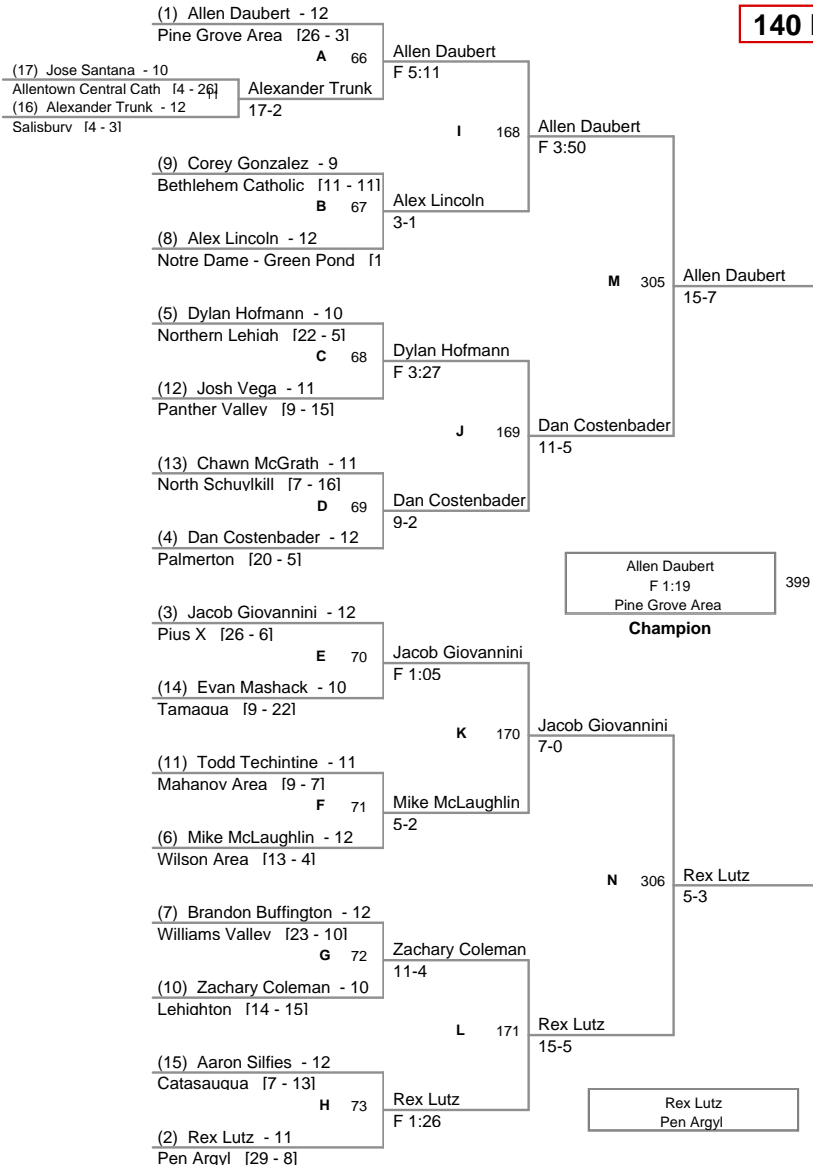 140
(1) Allen Daubert - 12
Pine Grove Area [26 - 3]
A 66
Allen Daubert
F 5:11
(17) Jose Santana - 10
Allentown Central Cath [4 - 26]
11
(16) Alexander Trunk - 12
Salisbury [4 - 3]
Alexander Trunk
17-2
I 168
Allen Daubert
F 3:50
(9) Corey Gonzalez - 9
Bethlehem Catholic [11 - 11]
B 67
Alex Lincoln
3-1
(8) Alex Lincoln - 12
Notre Dame - Green Pond [1
M 305
Allen Daubert
15-7
(5) Dylan Hofmann - 10
Northern Lehigh [22 - 5]
C 68
Dylan Hofmann
F 3:27
(12) Josh Vega - 11
Panther Valley [9 - 15]
J 169
Dan Costenbader
11-5
(13) Chawn McGrath - 11
North Schuylkill [7 - 16]
D 69
Dan Costenbader
9-2
(4) Dan Costenbader - 12
Palmerton [20 - 5]
Allen Daubert
F 1:19
Pine Grove Area
399
Champion
(3) Jacob Giovannini - 12
Pius X [26 - 6]
E 70
Jacob Giovannini
F 1:05
(14) Evan Mashack - 10
Tamaqua [9 - 22]
K 170
Jacob Giovannini
7-0
(11) Todd Techintine - 11
Mahanoy Area [9 - 7]
F 71
Mike McLaughlin
5-2
(6) Mike McLaughlin - 12
Wilson Area [13 - 4]
N 306
Rex Lutz
5-3
(7) Brandon Buffington - 12
Williams Valley [23 - 10]
G 72
Zachary Coleman
11-4
(10) Zachary Coleman - 10
Lehighton [14 - 15]
L 171
Rex Lutz
15-5
(15) Aaron Silfies - 12
Catasauqua [7 - 13]
H 73
Rex Lutz
F 1:26
(2) Rex Lutz - 11
Pen Argyl [29 - 8]
Rex Lutz
Pen Argyl